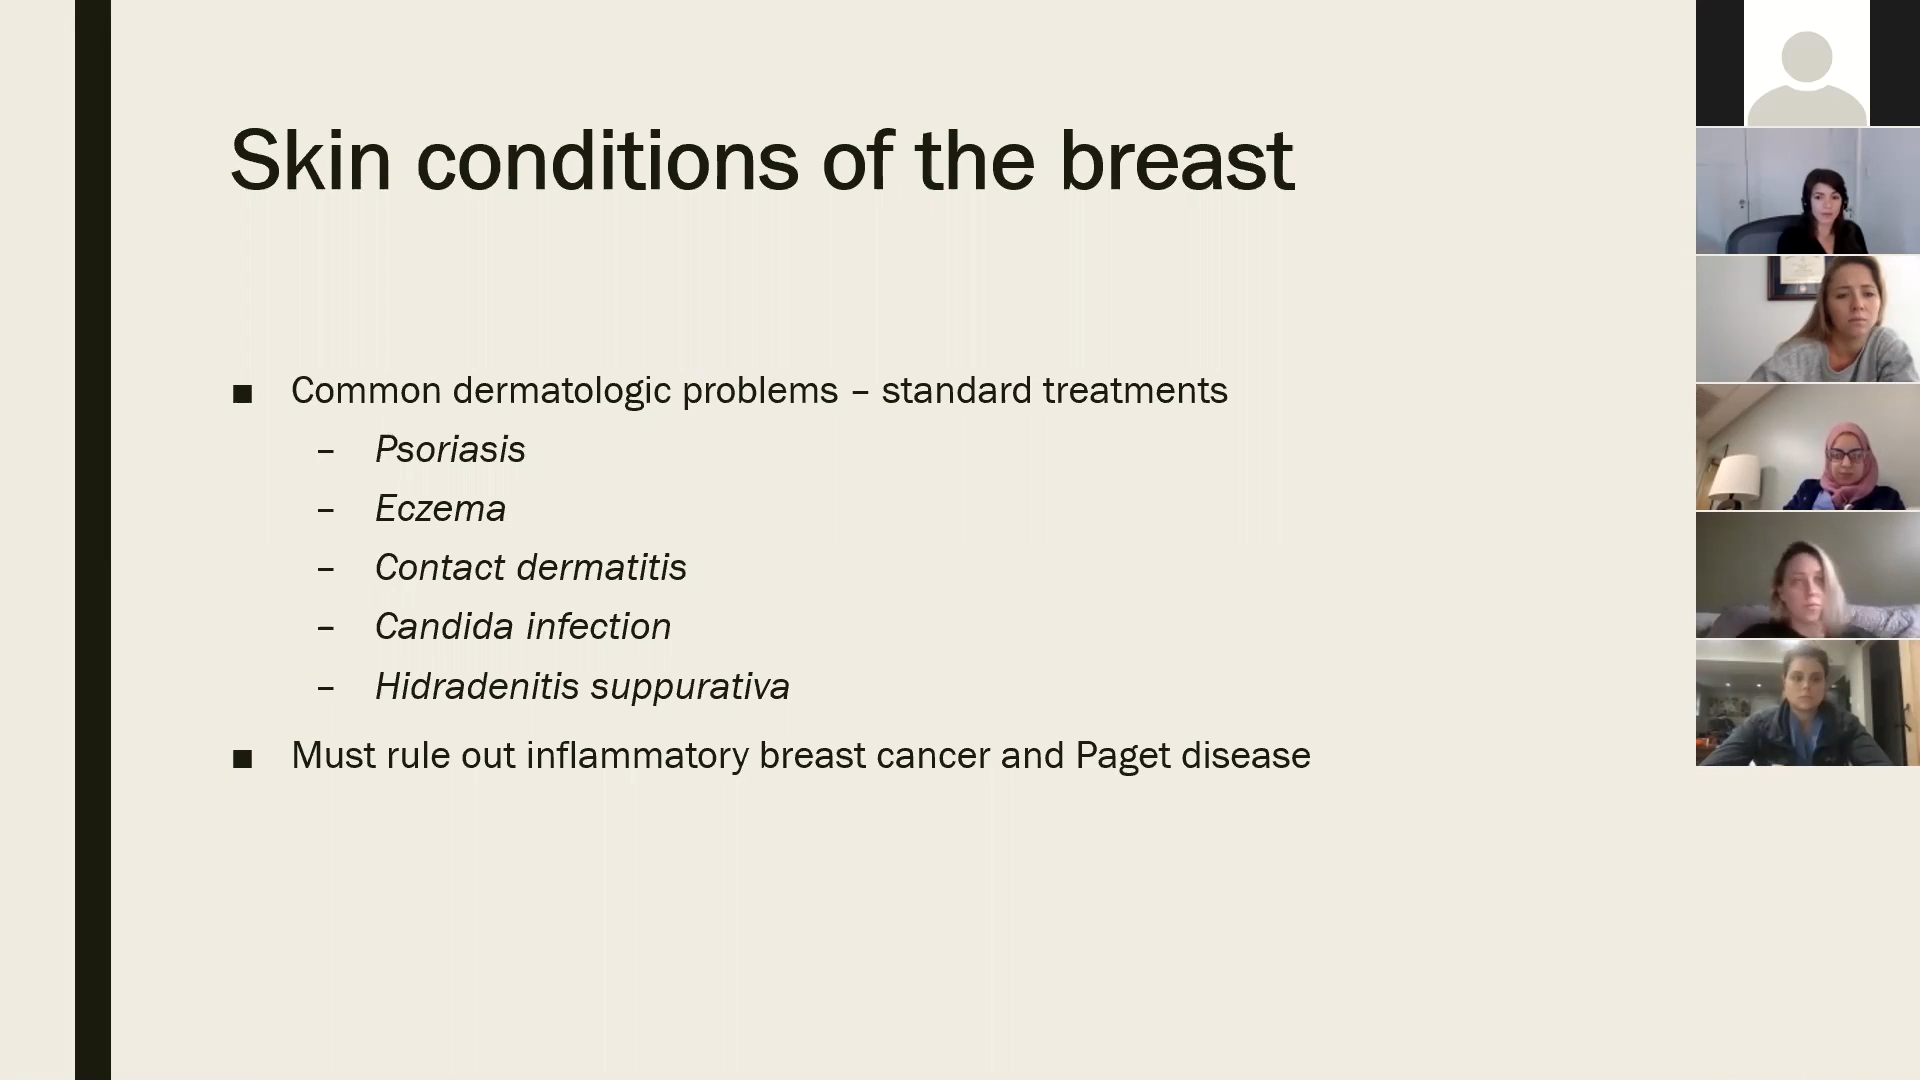 Skin conditions of the breast
■ Common dermatologic problems – standard treatments
– Psoriasis
– Eczema
– Contact dermatitis
– Candida infection
– Hidradenitis suppurativa
■ Must rule out inflammatory breast cancer and Paget disease